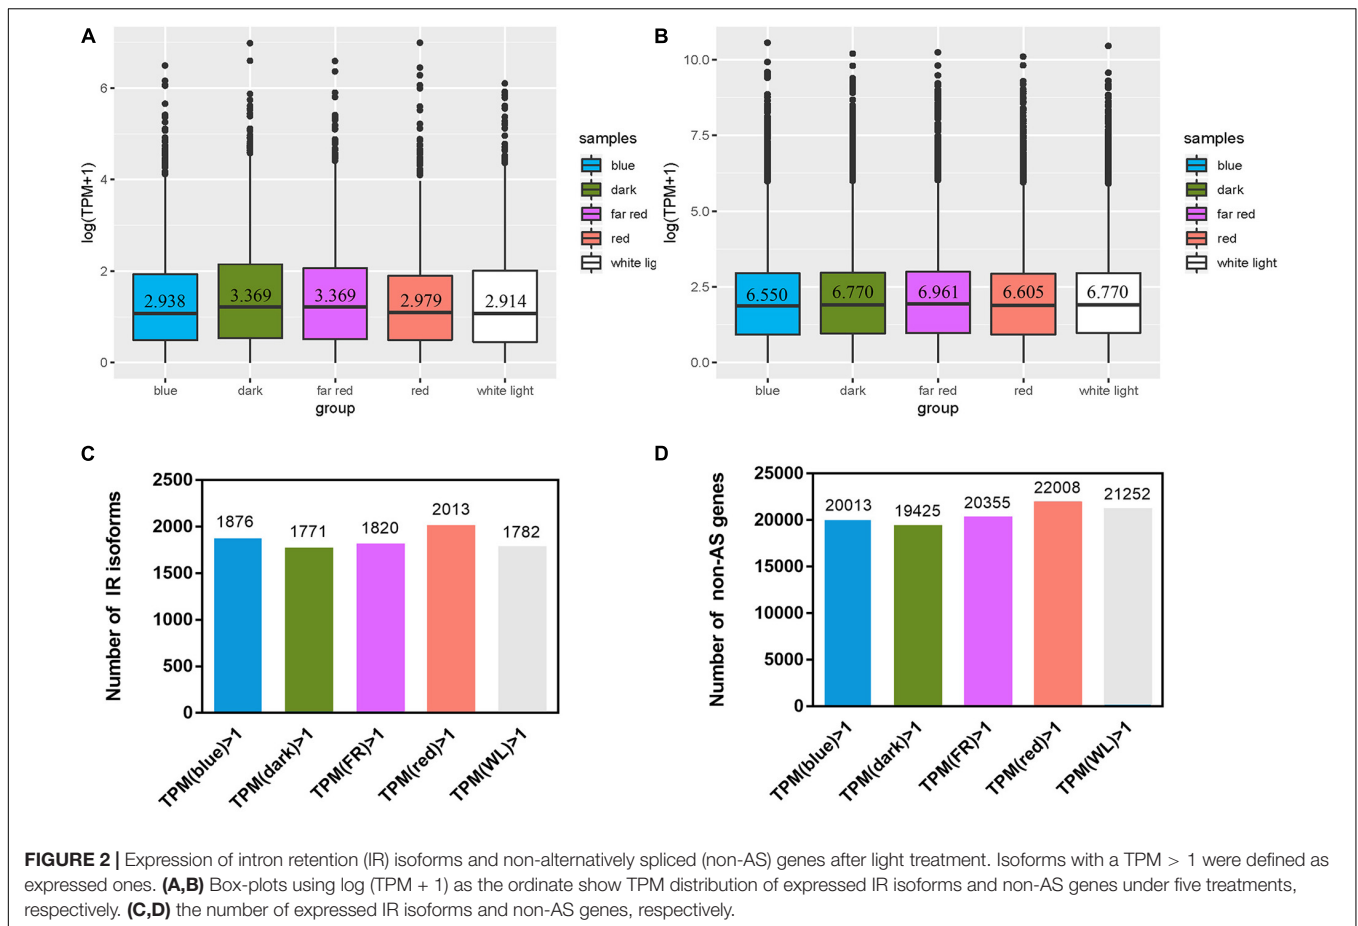 A
log(TPM+1)
6
4
2
0
2.938 3.369 3.369 2.979 2.914
blue dark far red red white light
group
samples
blue
dark
far red
red
white lig
B
log(TPM+1)
10.0
7.5
5.0
2.5
0.0
6.550 6.770 6.961 6.605 6.770
blue dark far red red white light
group
samples
blue
dark
far red
red
white light
C
Number of IR isoforms
2500
2000
1500
1000
500
0
1876 1771 1820 2013 1782
TPM(blue)>1 TPM(dark)>1 TPM(FR)>1 TPM(red)>1 TPM(WL)>1
D
Number of non-AS genes
25000
20000
15000
10000
5000
0
20013 19425 20355 22008 21252
TPM(blue)>1 TPM(dark)>1 TPM(FR)>1 TPM(red)>1 TPM(WL)>1
FIGURE 2 | Expression of intron retention (IR) isoforms and non-alternatively spliced (non-AS) genes after light treatment. Isoforms with a TPM > 1 were defined as
expressed ones. (A,B) Box-plots using log (TPM + 1) as the ordinate show TPM distribution of expressed IR isoforms and non-AS genes under five treatments,
respectively. (C,D) the number of expressed IR isoforms and non-AS genes, respectively.